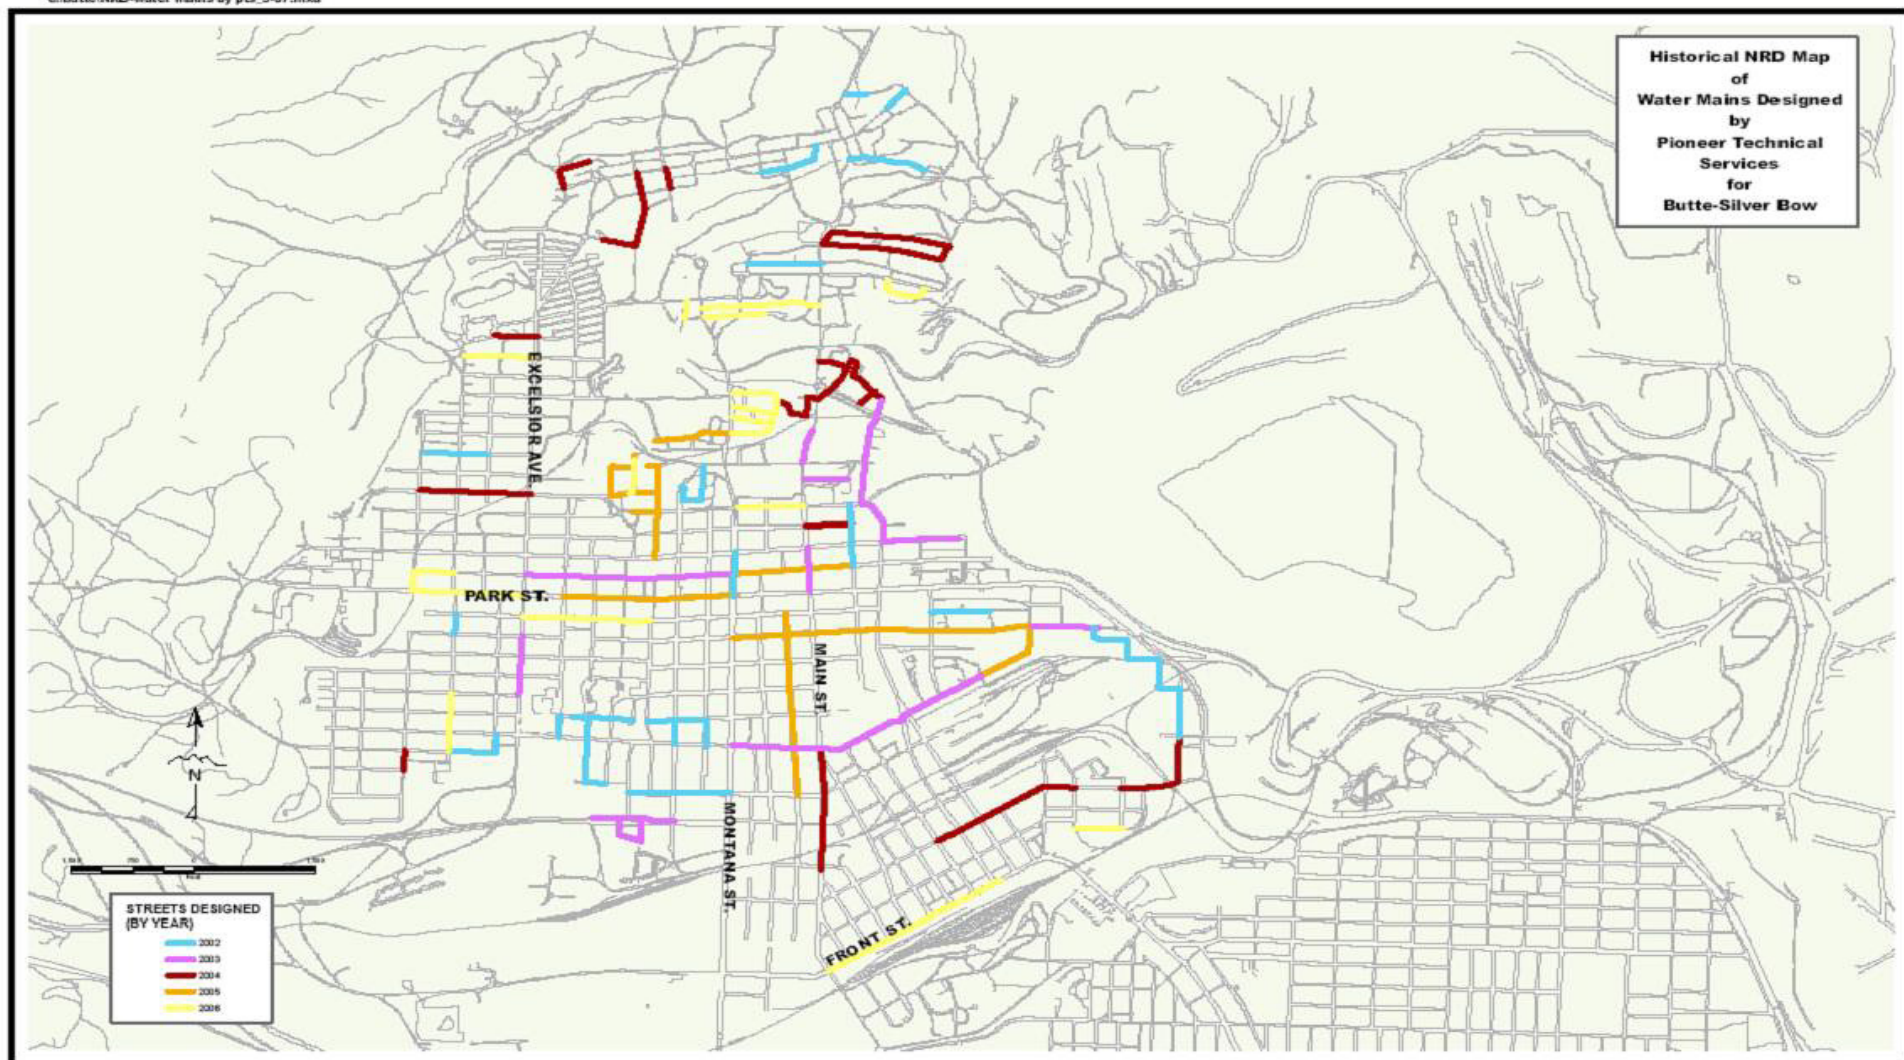 Historical NRD Map
of
Water Mains Designed
by
Pioneer Technical
Services
for
Butte-Silver Bow
EXCELSIOR AVE.
PARK ST.
MAIN ST.
MONTANA ST.
FRONT ST.
N
STREETS DESIGNED
(BY YEAR)
2002
2003
2004
2005
2006